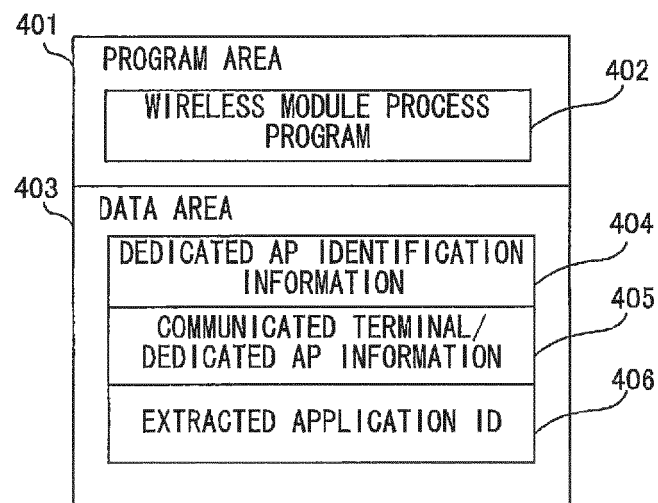 401
PROGRAM AREA
402
WIRELESS MODULE PROCESS
PROGRAM
403
DATA AREA
404
DEDICATED AP IDENTIFICATION
INFORMATION
405
COMMUNICATED TERMINAL/
DEDICATED AP INFORMATION
406
EXTRACTED APPLICATION ID